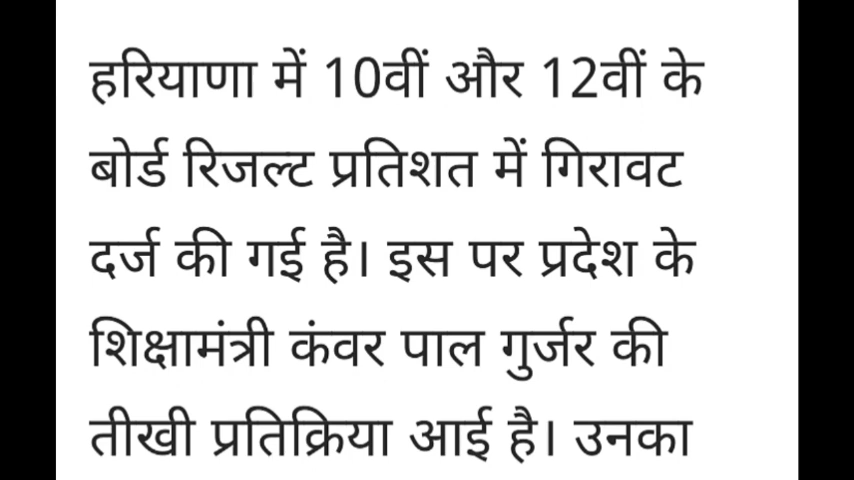 हरियाणा में 10वीं और 12वीं के
बोर्ड रिजल्ट प्रतिशत में गिरावट
दर्ज की गई है। इस पर प्रदेश के
शिक्षामंत्री कंवर पाल गुर्जर की
तीखी प्रतिक्रिया आई है। उनका